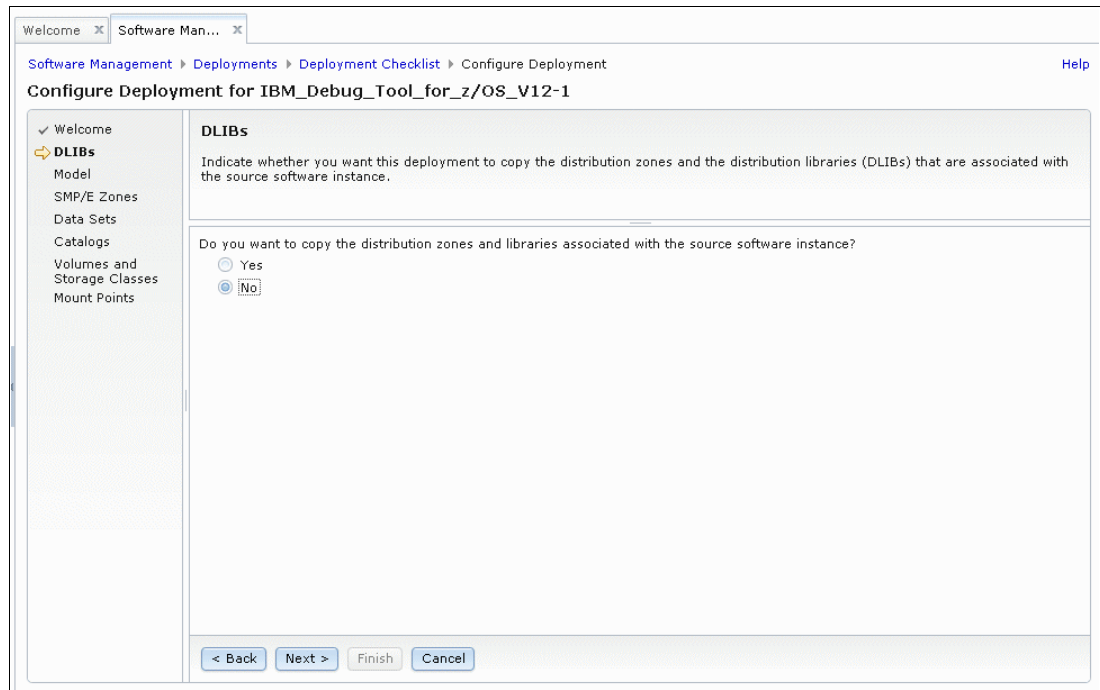 Welcome X Software Man... X
Software Management Deployments Deployment Checklist Configure Deployment Help
Configure Deployment for IBM_Debug_Tool_for_z/OS_V12-1
Welcome
DLIBs
Model
SMP/E Zones
Data Sets
Catalogs
Volumes and
Storage Classes
Mount Points
DLIBs
Indicate whether you want this deployment to copy the distribution zones and the distribution libraries (DLIBs) that are associated with
the source software instance.
Do you want to copy the distribution zones and libraries associated with the source software instance?
Yes
No
< Back Next > Finish Cancel